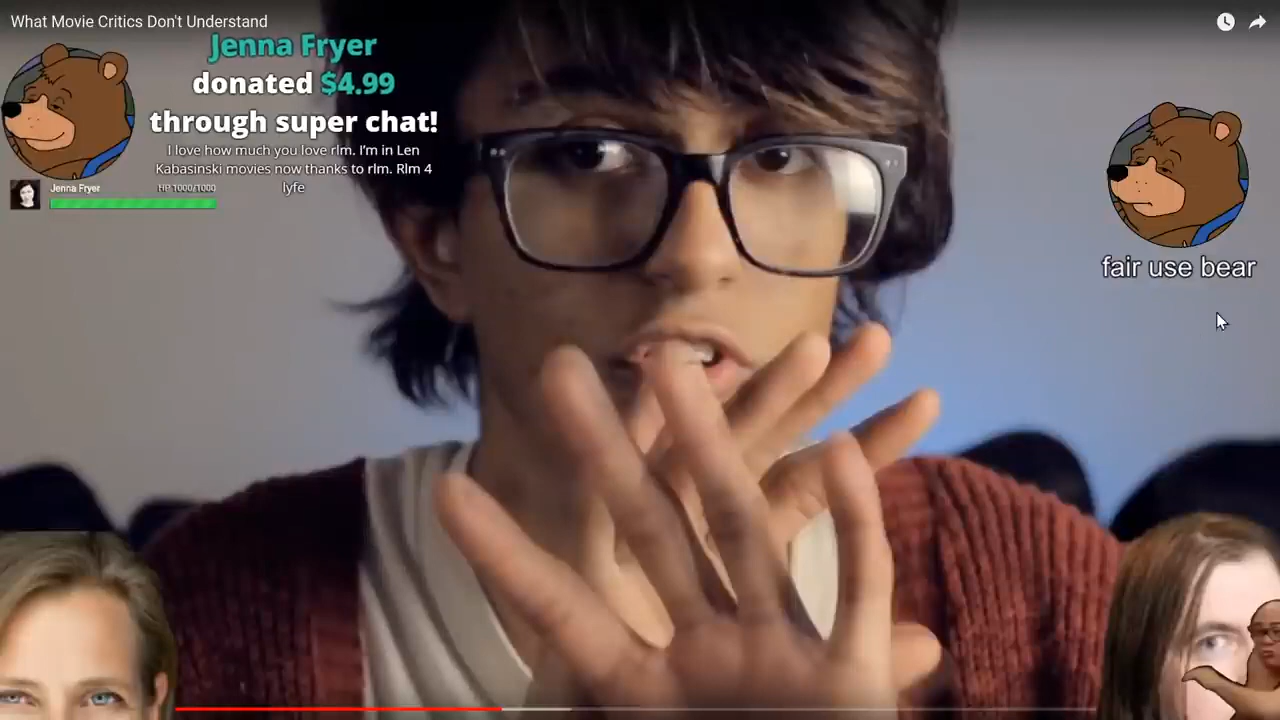 What Movie Critics Don't Understand
Jenna Fryer
donated $4.99
through super chat!
I love how much you love rlm. I'm in Len
Kabasinski movies now thanks to rlm. Rlm 4
lyfe
Jenna Fryer
HP 1000/1000
fair use bear